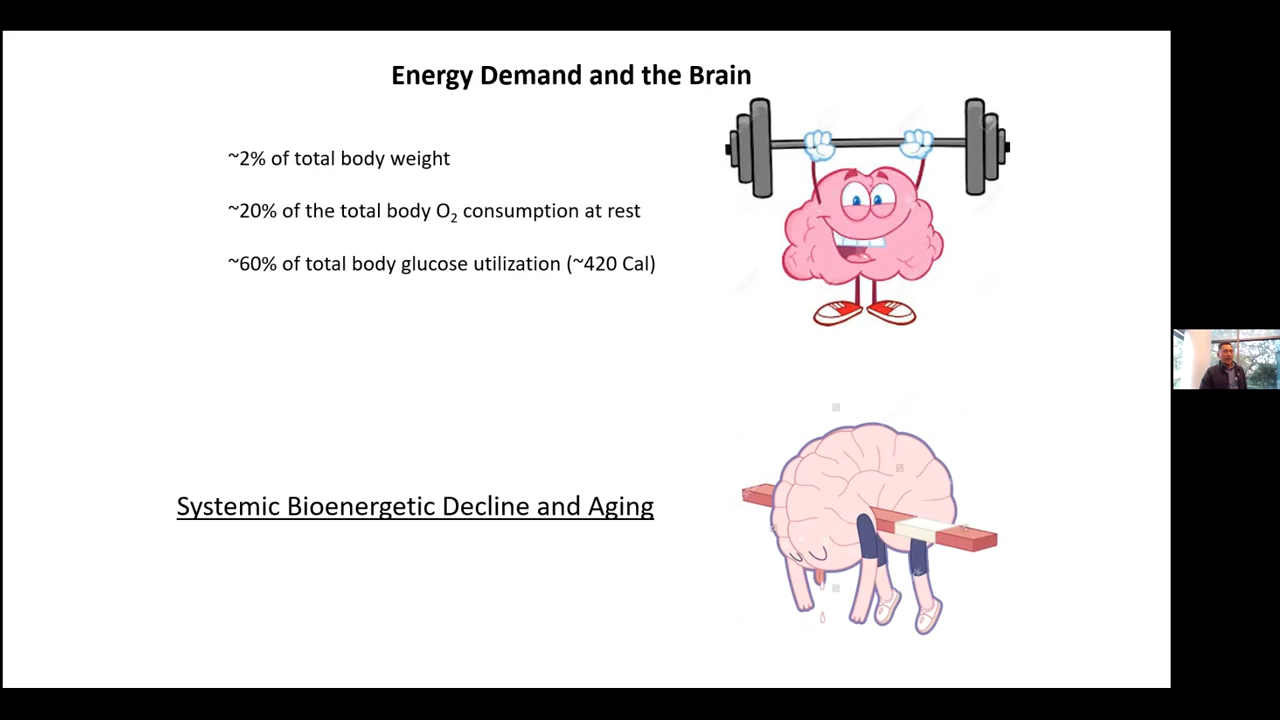 Energy Demand and the Brain
~2% of total body weight
~20% of the total body O₂ consumption at rest
~60% of total body glucose utilization (~420 Cal)
Systemic Bioenergetic Decline and Aging